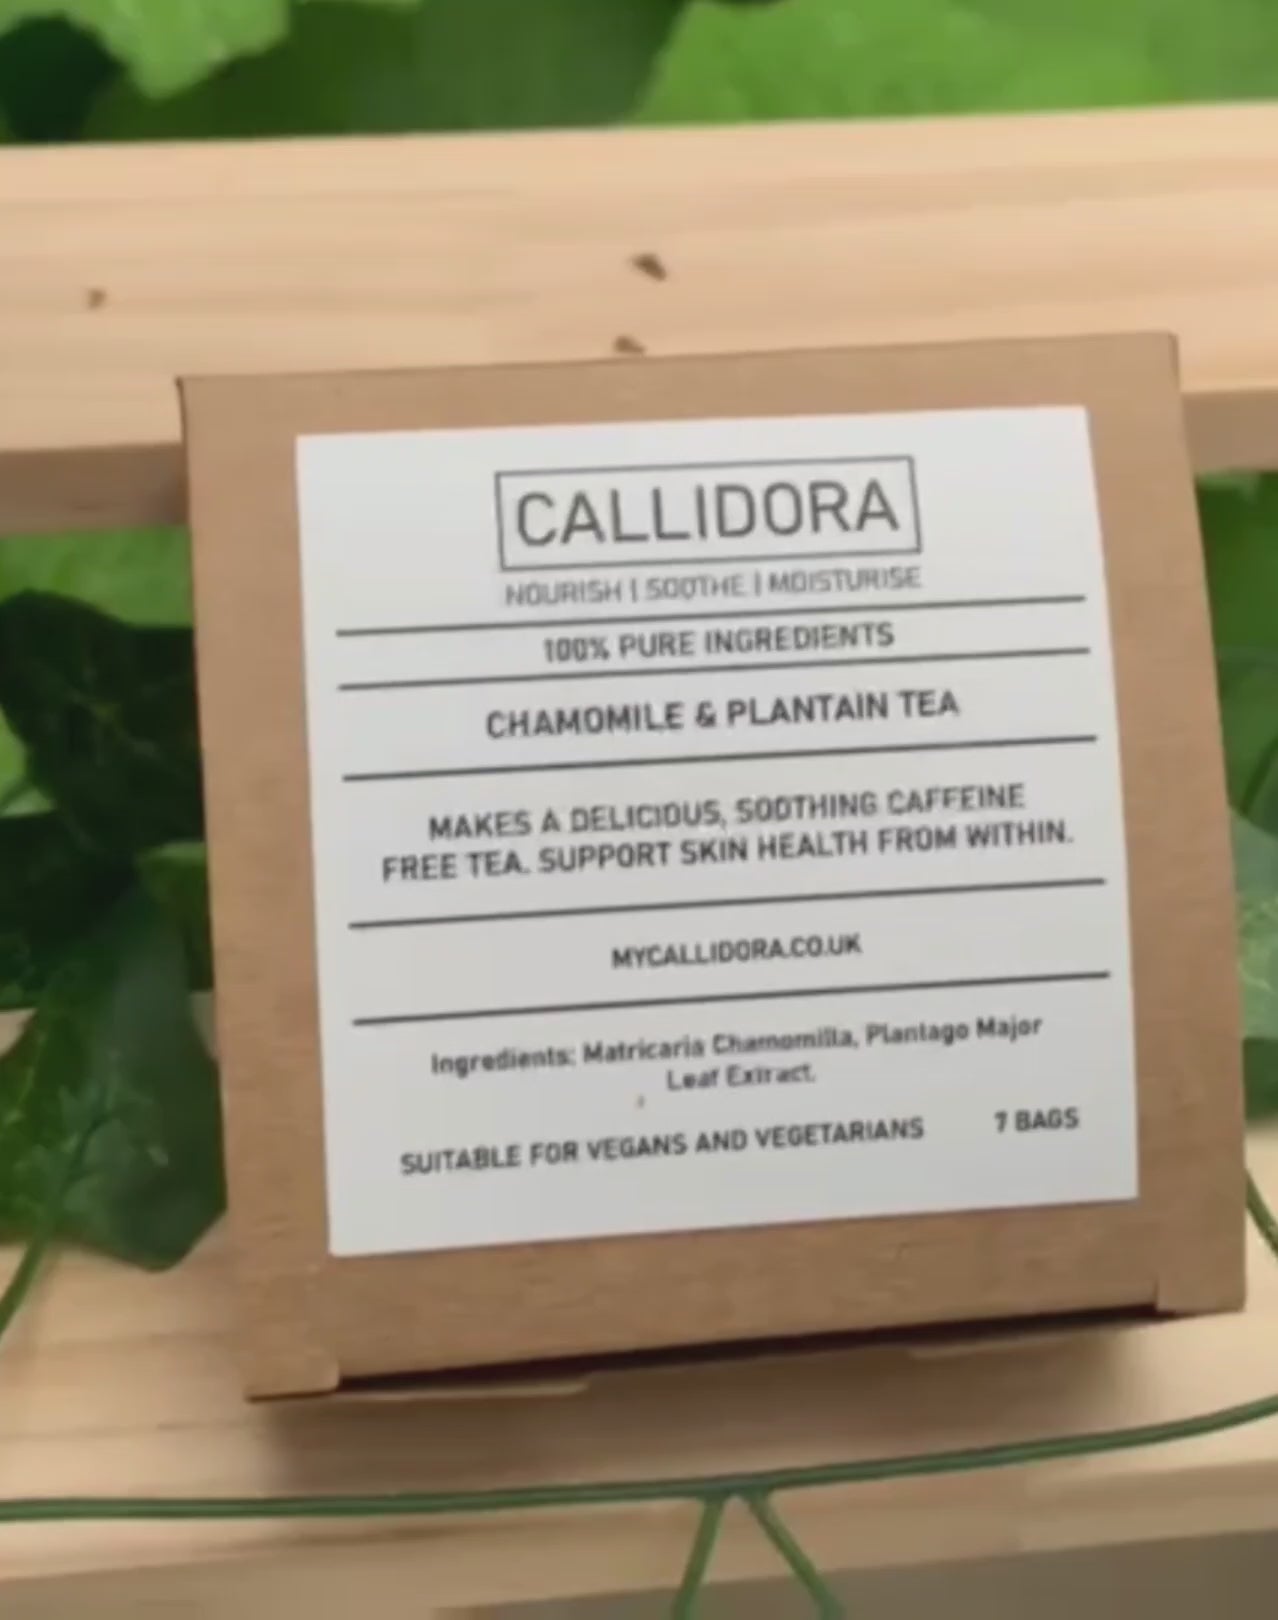 CALLIDORA
NOURISH | SOOTHE | MOISTURISE
100% PURE INGREDIENTS
CHAMOMILE & PLANTAIN TEA
MAKES A DELICIOUS, SOOTHING CAFFEINE
FREE TEA. SUPPORT SKIN HEALTH FROM WITHIN.
MYCALLIDORA.CO.UK
Ingredients: Matricaria Chamomilla, Plantago Major
Leaf Extract.
SUITABLE FOR VEGANS AND VEGETARIANS 7 BAGS